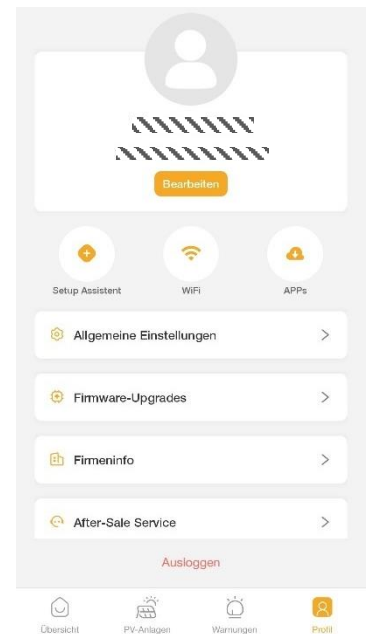 Bearbeiten
Setup Assistent
WiFi
APPs
Allgemeine Einstellungen
Firmware-Upgrades
Firmeninfo
After-Sale Service
Ausloggen
Übersicht
PV-Anlagen
Warnungen
Profil